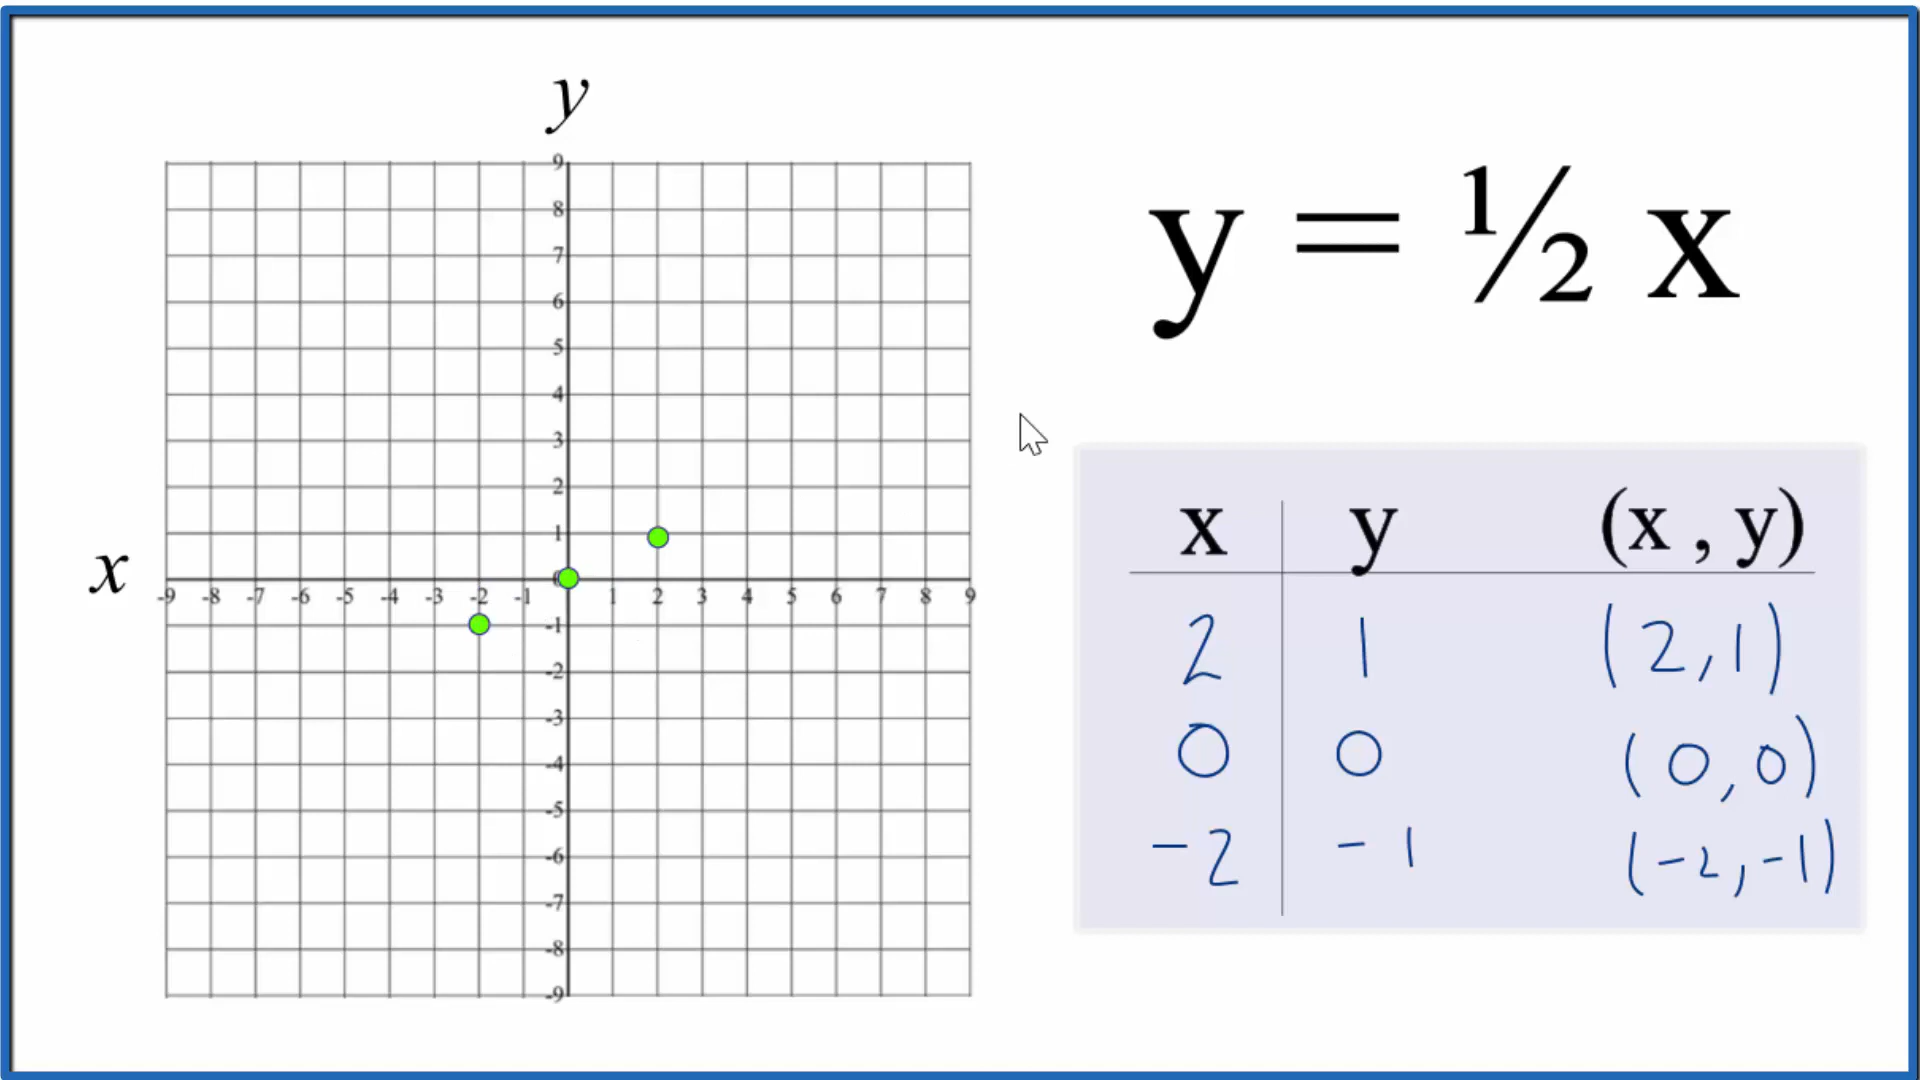 y
y = ½ x
9
8
7
6
5
4
3
2
1
0
x
-9 -8 -7 -6 -5 -4 -3 -2 -1 1 2 3 4 5 6 7 8 9
-1
-2
-3
-4
-5
-6
-7
-8
-9
x y (x , y)
2 1 (2,1)
0 0 (0,0)
-2 -1 (-2,-1)